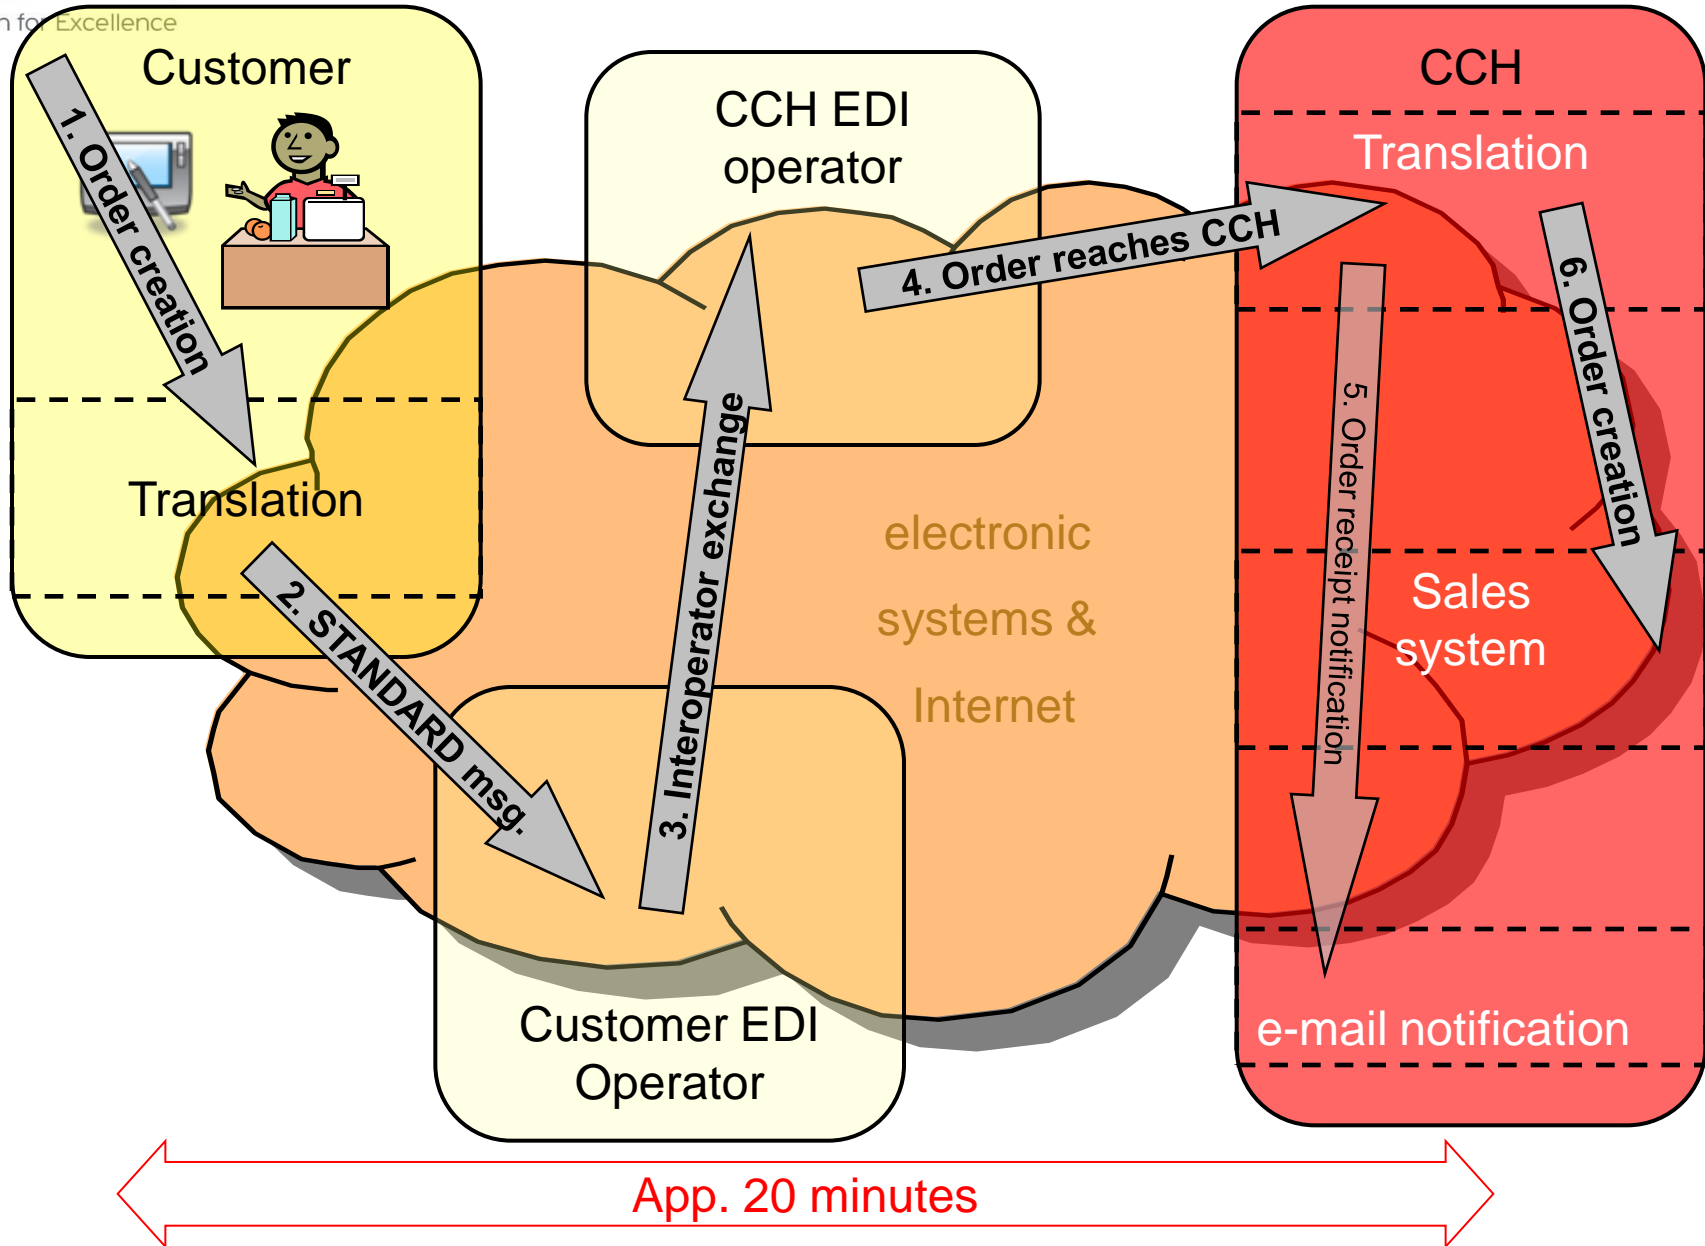 n for Excellence
Customer
1. Order creation
Translation
2. STANDARD msg.
Customer EDI
Operator
3. Interoperator exchange
CCH EDI
operator
4. Order reaches CCH
electronic
systems &
Internet
CCH
Translation
5. Order receipt notification
6. Order creation
Sales
system
e-mail notification
App. 20 minutes